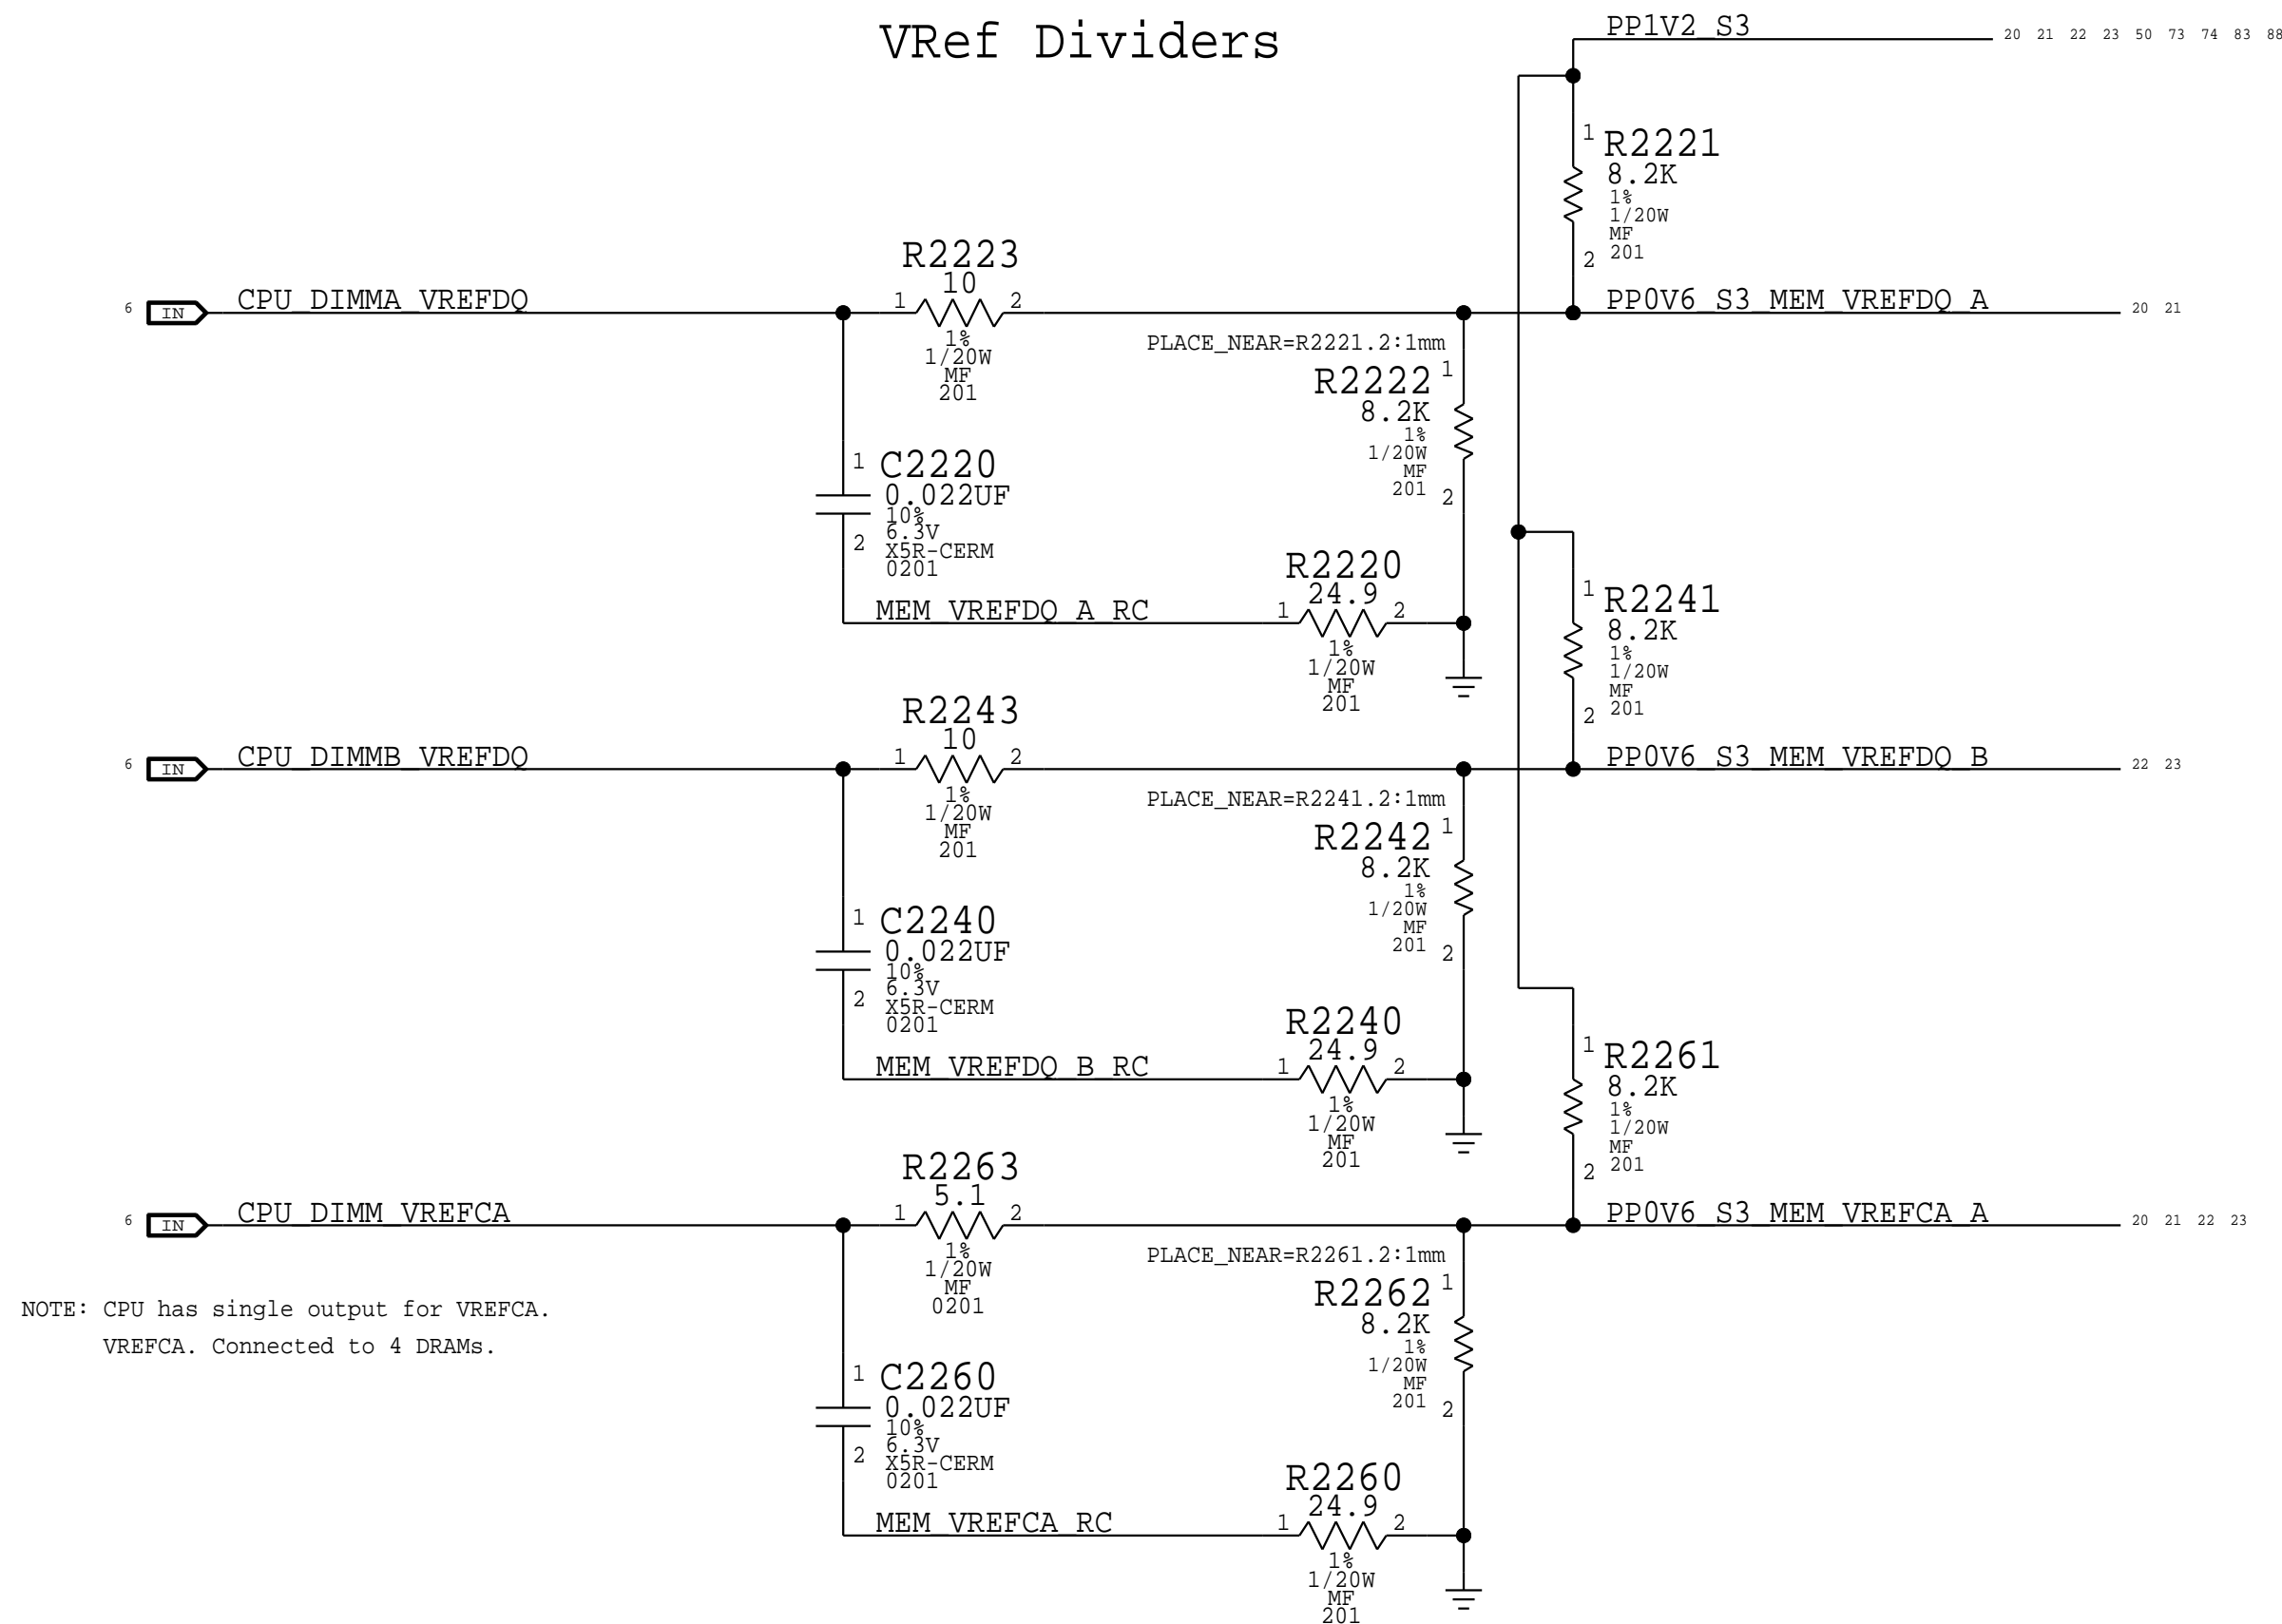 VRef Dividers
PP1V2_S3
20 21 22 23 50 73 74 83 88
1
R2221
8.2K
1%
1/20W
MF
201
2
R2223
10
6
IN
CPU_DIMMA_VREFDQ
1
2
1%
1/20W
MF
201
PP0V6_S3_MEM_VREFDQ_A
20 21
PLACE_NEAR=R2221.2:1mm
1
R2222
8.2K
1%
1/20W
MF
201
2
1
C2220
0.022UF
10%
6.3V
2
X5R-CERM
0201
R2220
24.9
MEM_VREFDQ_A_RC
1
2
1%
1/20W
MF
201
1
R2241
8.2K
1%
1/20W
MF
201
2
R2243
10
6
IN
CPU_DIMMB_VREFDQ
1
2
1%
1/20W
MF
201
PP0V6_S3_MEM_VREFDQ_B
22 23
PLACE_NEAR=R2241.2:1mm
1
R2242
8.2K
1%
1/20W
MF
201
2
1
C2240
0.022UF
10%
6.3V
2
X5R-CERM
0201
R2240
24.9
MEM_VREFDQ_B_RC
1
2
1%
1/20W
MF
201
1
R2261
8.2K
1%
1/20W
MF
201
2
R2263
5.1
6
IN
CPU_DIMM_VREFCA
1
2
1%
1/20W
MF
0201
PP0V6_S3_MEM_VREFCA_A
20 21 22 23
PLACE_NEAR=R2261.2:1mm
1
R2262
8.2K
1%
1/20W
MF
201
2
NOTE: CPU has single output for VREFCA.
VREFCA. Connected to 4 DRAMs.
1
C2260
0.022UF
10%
6.3V
2
X5R-CERM
0201
R2260
24.9
MEM_VREFCA_RC
1
2
1%
1/20W
MF
201